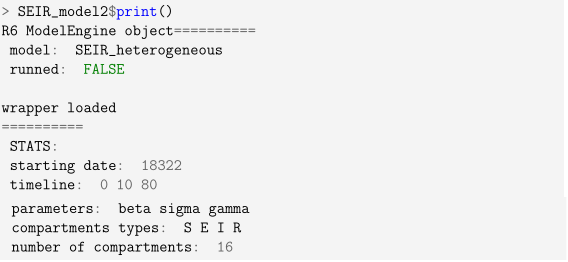 > SEIR_model2$print()
R6 ModelEngine object==========
model: SEIR_heterogeneous
runned: FALSE
wrapper loaded
==========
STATS:
starting date: 18322
timeline: 0 10 80
parameters: beta sigma gamma
compartments types: S E I R
number of compartments: 16